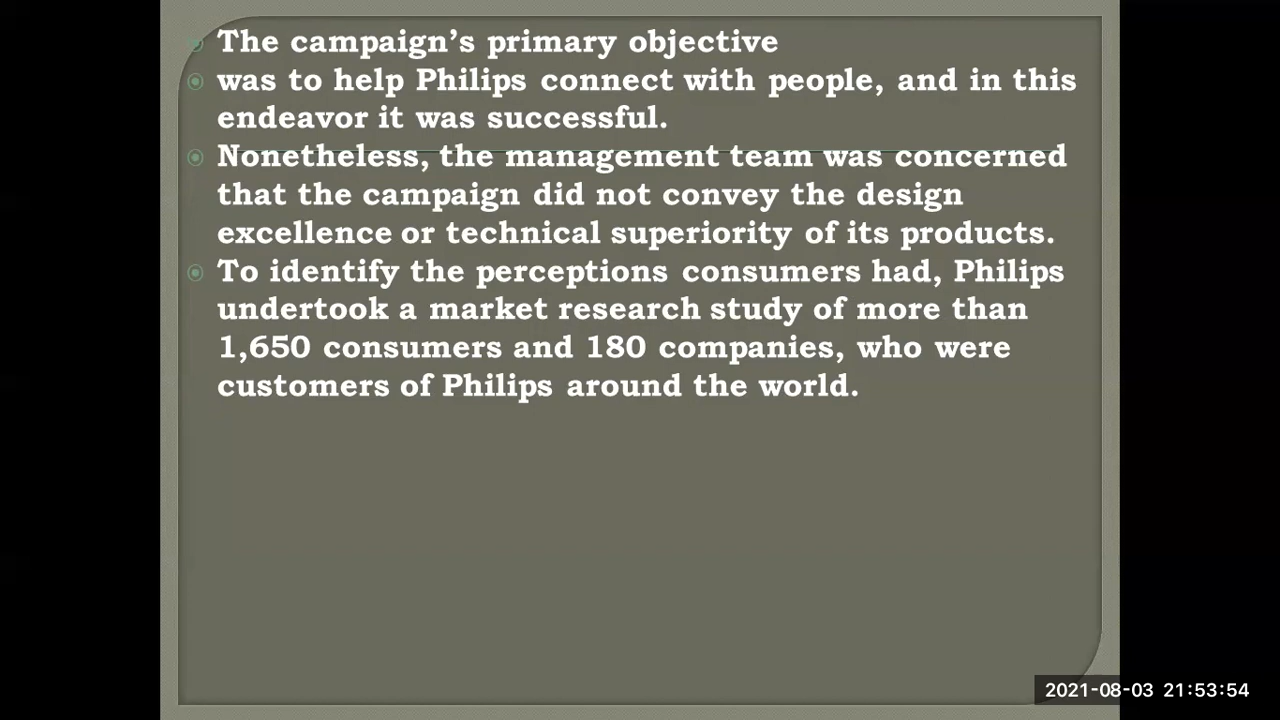 The campaign’s primary objective
was to help Philips connect with people, and in this
endeavor it was successful.
Nonetheless, the management team was concerned
that the campaign did not convey the design
excellence or technical superiority of its products.
To identify the perceptions consumers had, Philips
undertook a market research study of more than
1,650 consumers and 180 companies, who were
customers of Philips around the world.
2021-08-03 21:53:54